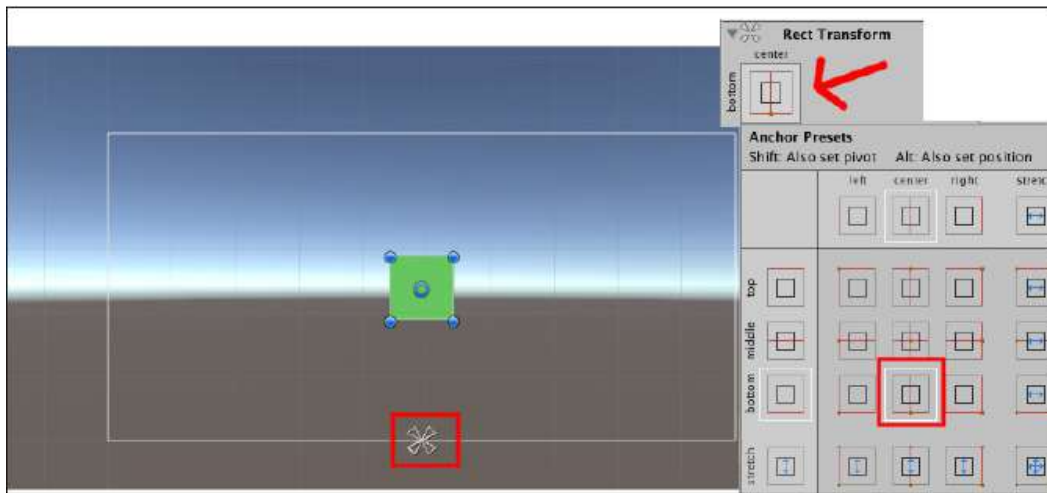 Rect Transform
center
bottom
Anchor Presets
Shift: Also set pivot Alt: Also set position
left center right stretc
top
middle
bottom
stretch